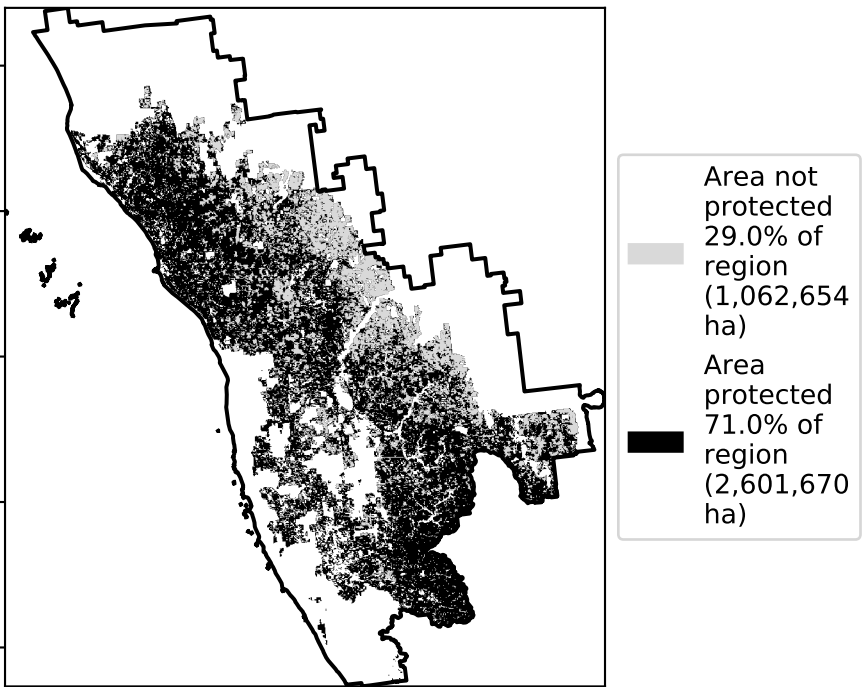 Area not
protected
29.0% of
region
(1,062,654
ha)
Area
protected
71.0% of
region
(2,601,670
ha)